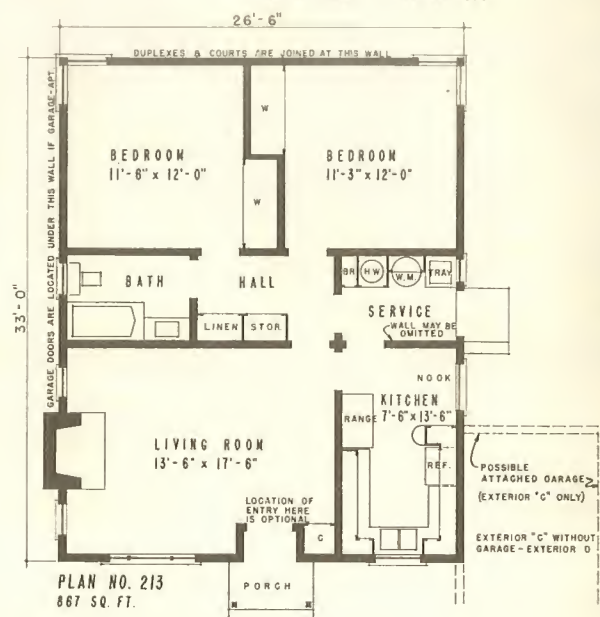 26'-6"
DUPLEXES & COURTS ARE JOINED AT THIS WALL
GARAGE DOORS ARE LOCATED UNDER THIS WALL IF GARAGE-APT.
33'-0"
W
BEDROOM
11'-6" x 12'-0"
BEDROOM
11'-3" x 12'-0"
W
BATH
HALL
BR
H.W.
W.M.
TRAY
LINEN
STOR.
SERVICE
WALL MAY BE
OMITTED
NOOK
KITCHEN
7'-6" x 13'-6"
RANGE
REF.
LIVING ROOM
13'-6" x 17'-6"
LOCATION OF
ENTRY HERE
IS OPTIONAL
C
POSSIBLE
ATTACHED GARAGE
(EXTERIOR "C" ONLY)
EXTERIOR "C" WITHOUT
GARAGE - EXTERIOR D
PORCH
PLAN NO. 213
867 SQ. FT.